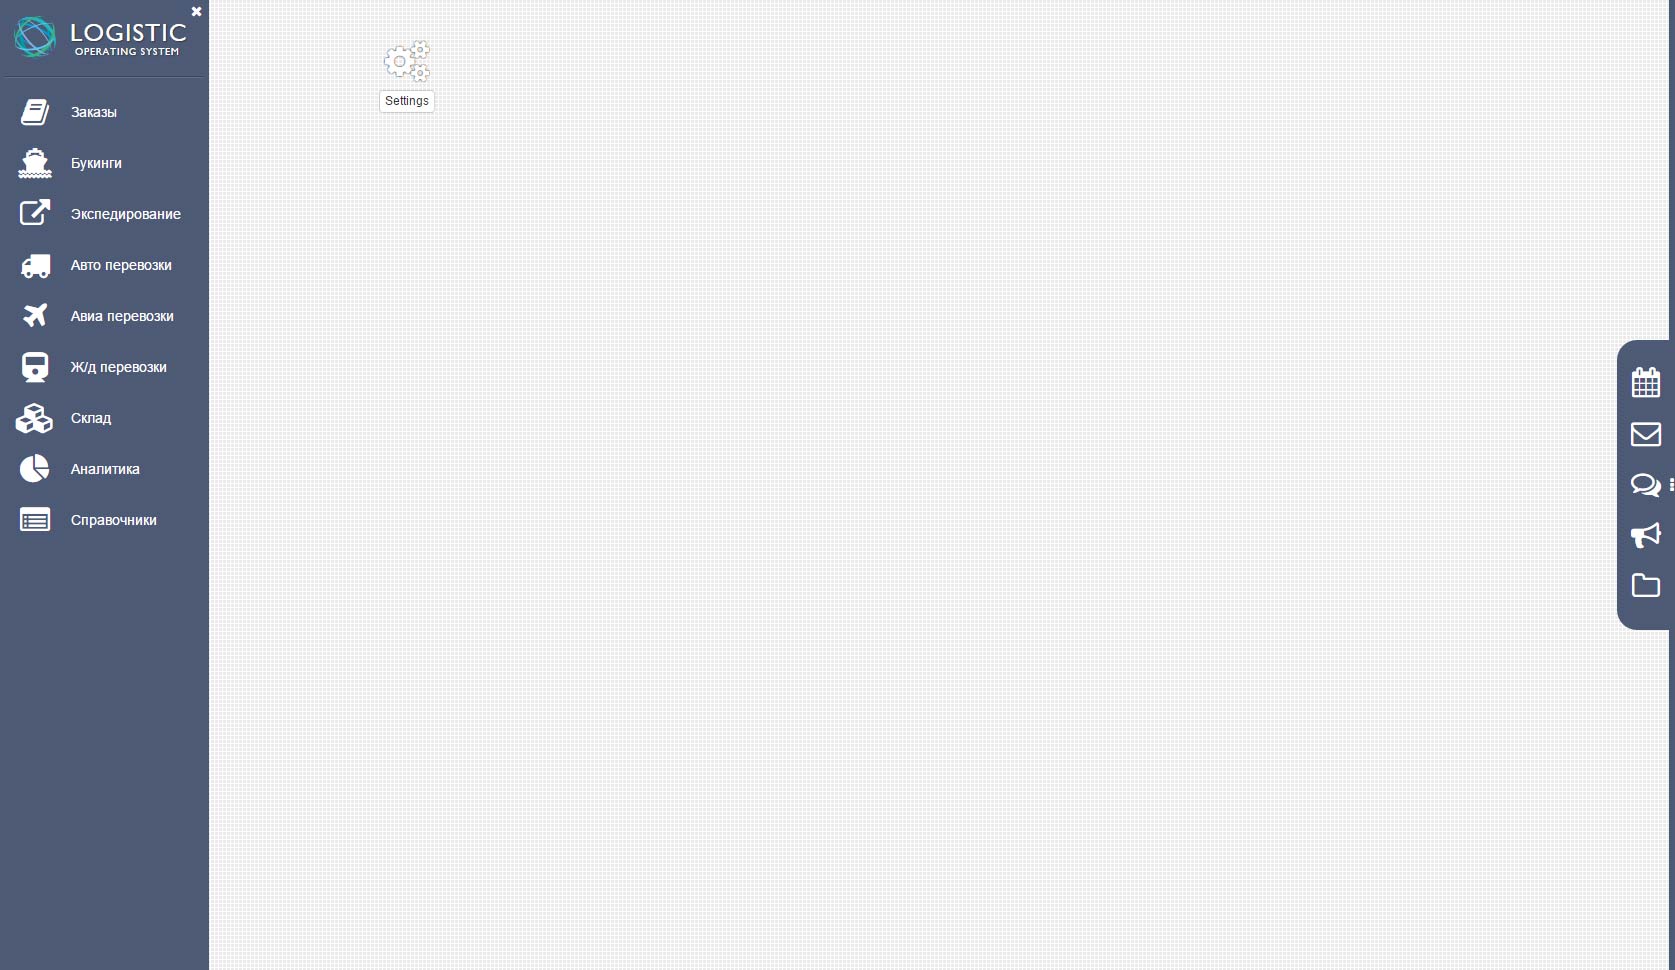 LOGISTIC
OPERATING SYSTEM
Заказы
Букинги
Экспедирование
Авто перевозки
Авиа перевозки
Ж/д перевозки
Склад
Аналитика
Справочники
Settings